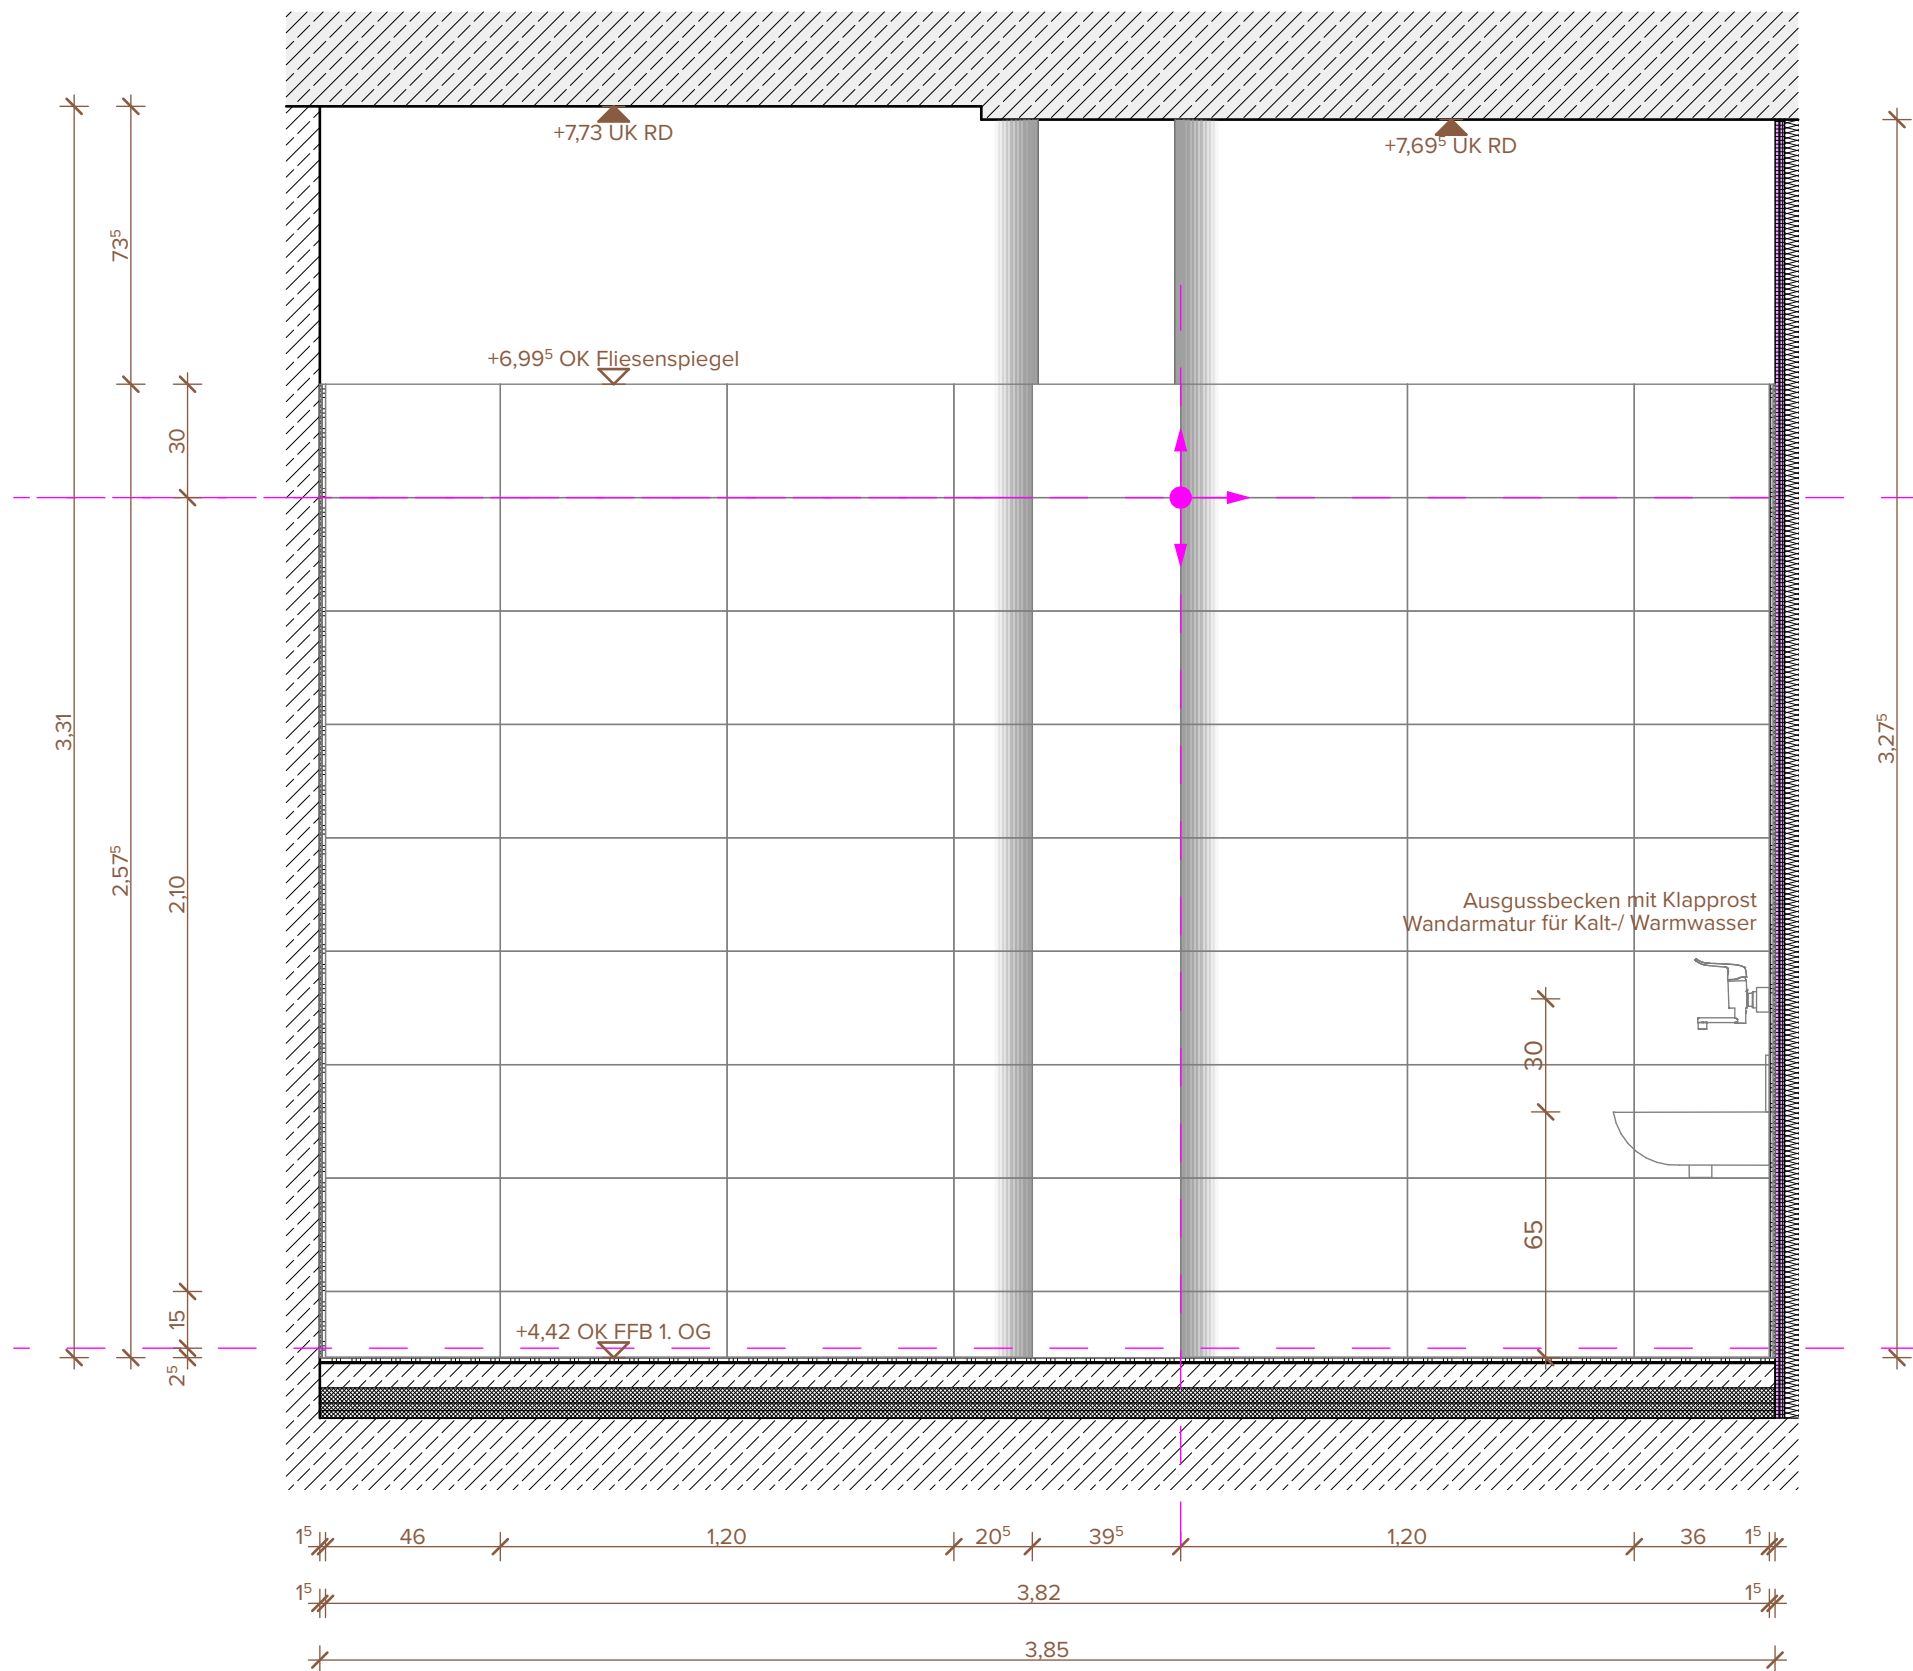 +7,73 UK RD
+7,69⁵ UK RD
73⁵
+6,99⁵ OK Fliesenspiegel
30
3,31
3,27⁵
2,57⁵
2,10
Ausgussbecken mit Klapprost
Wandarmatur für Kalt-/ Warmwasser
30
65
15
+4,42 OK FFB 1. OG
2⁵
1⁵ 46 1,20 20⁵ 39⁵ 1,20 36 1⁵
1⁵ 3,82 1⁵
3,85